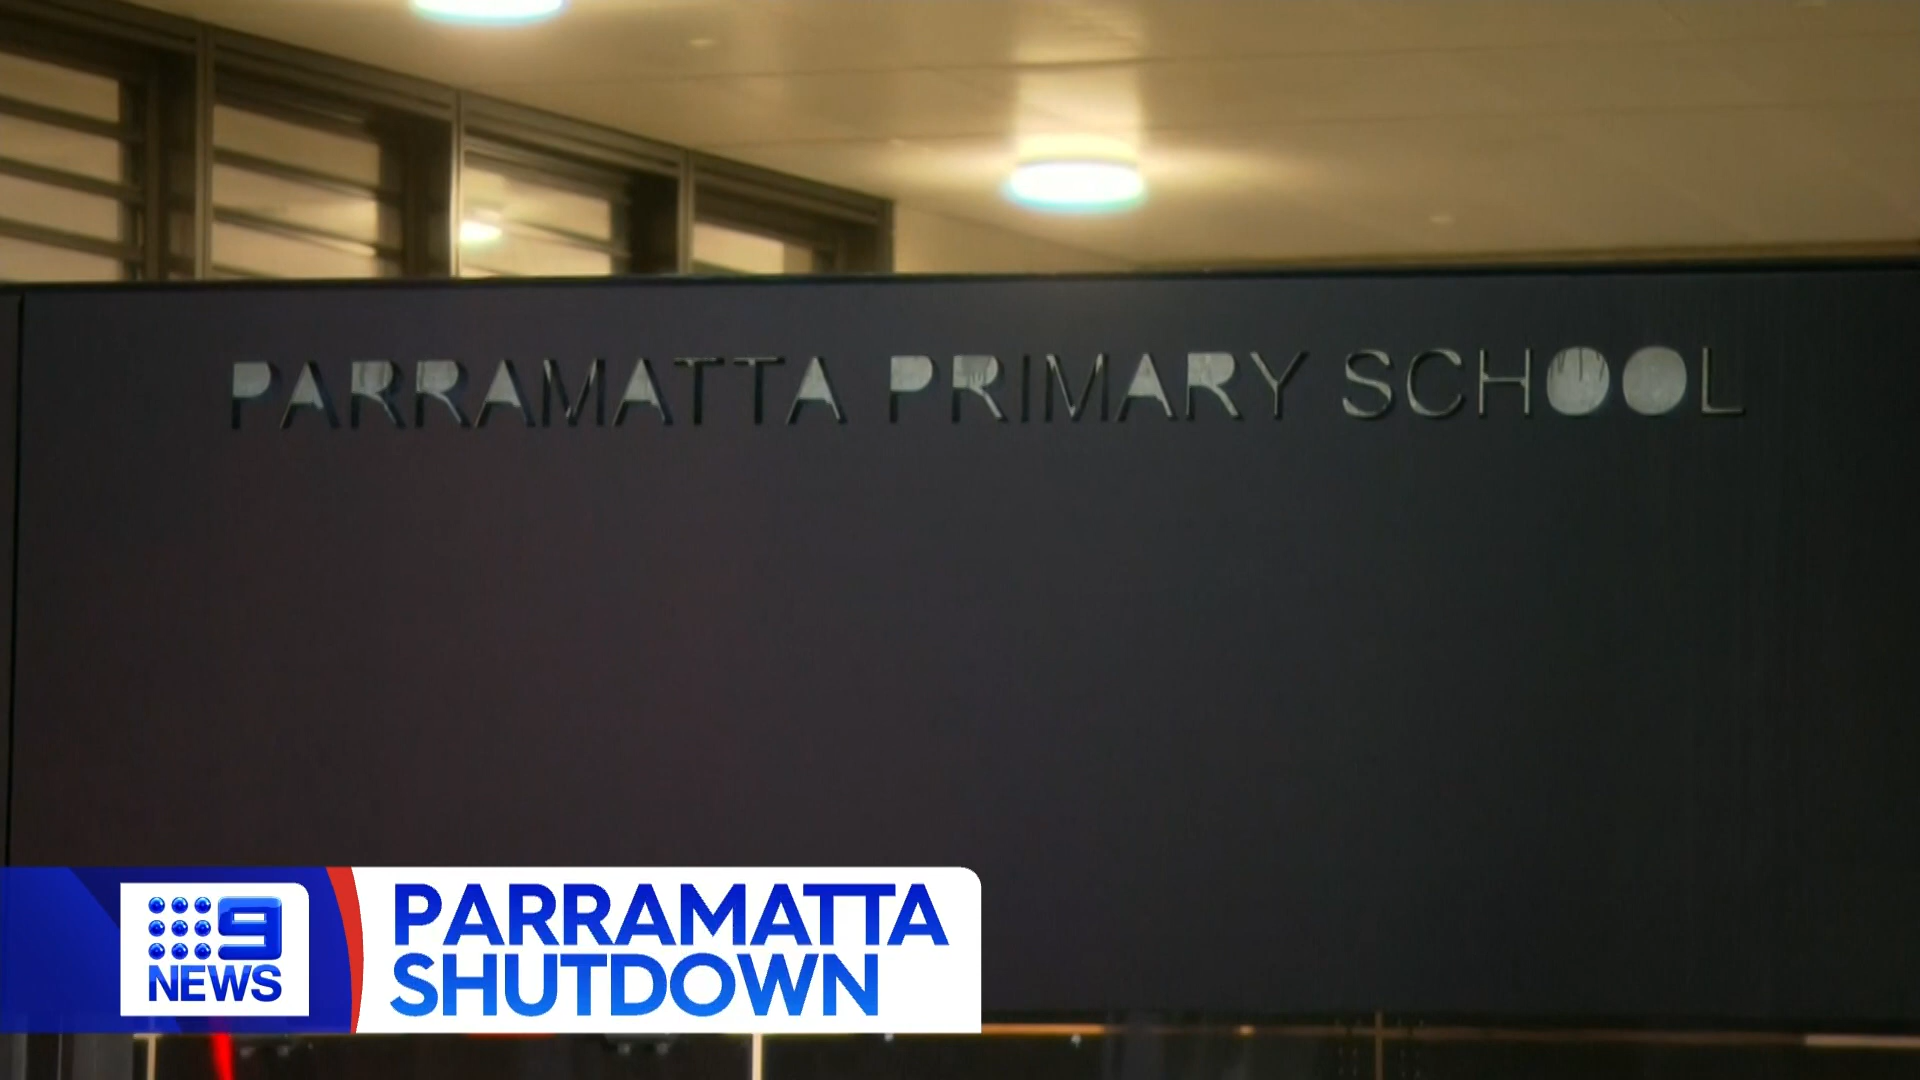 PARRAMATTA PRIMARY SCHOOL
9
NEWS
PARRAMATTA
SHUTDOWN